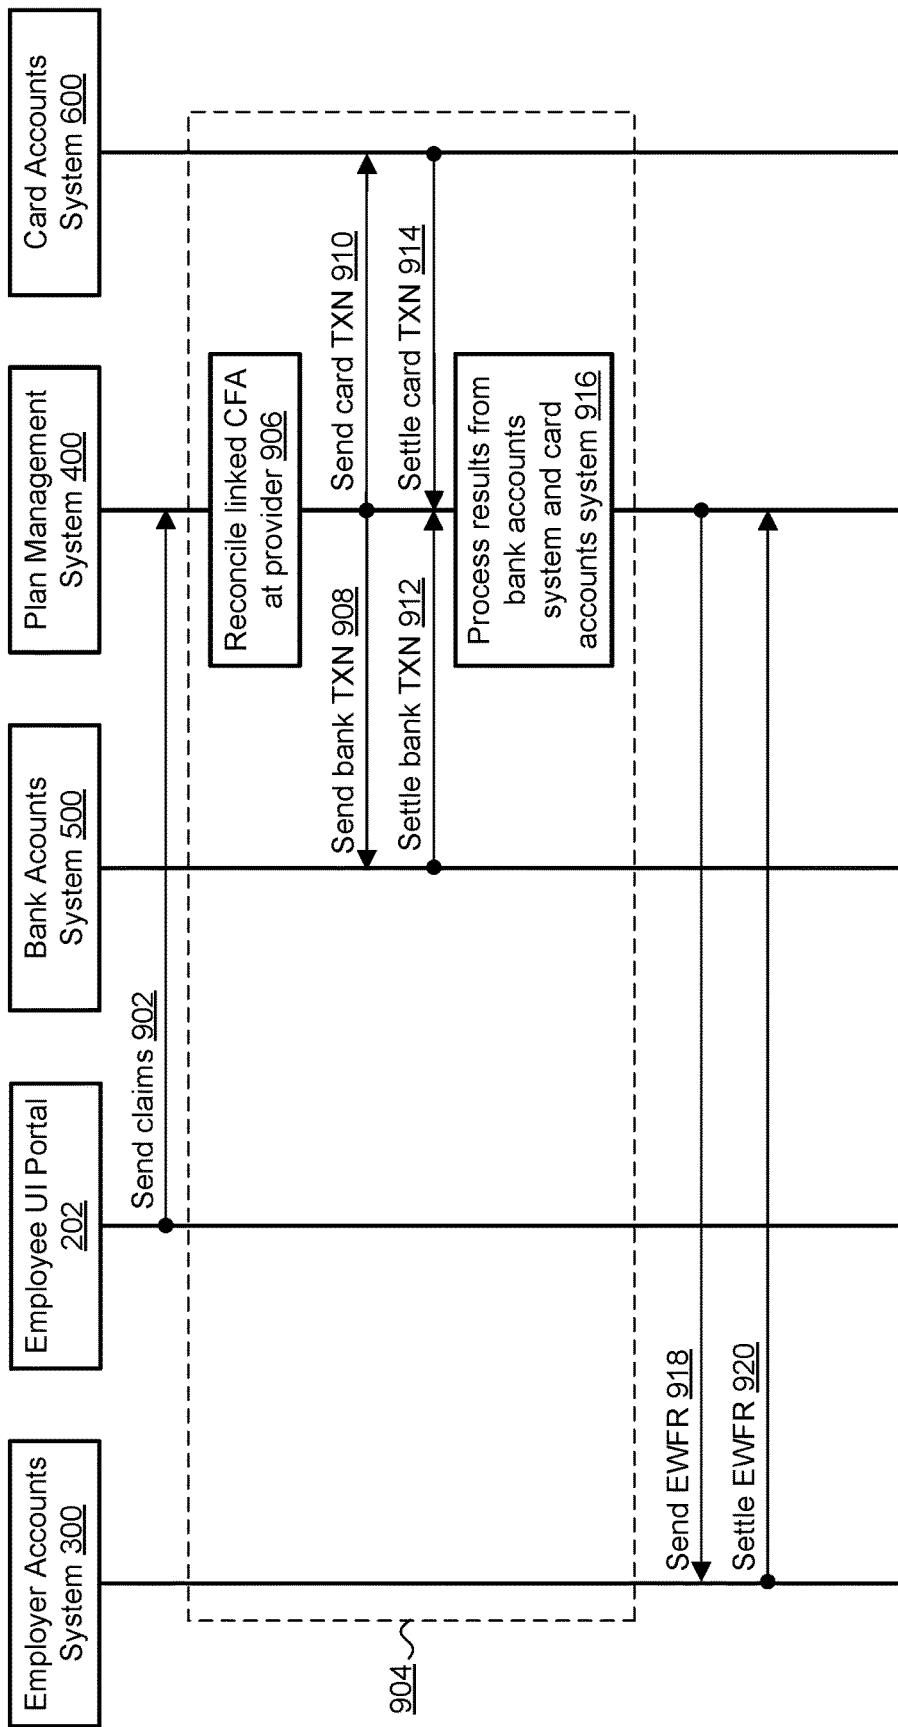 Employer Accounts
System 300
Employee UI Portal
202
Bank Acounts
System 500
Plan Management
System 400
Card Accounts
System 600
Send claims 902
904
Reconcile linked CFA
at provider 906
Send bank TXN 908
Send card TXN 910
Settle bank TXN 912
Settle card TXN 914
Process results from
bank accounts
system and card
accounts system 916
Send EWFR 918
Settle EWFR 920